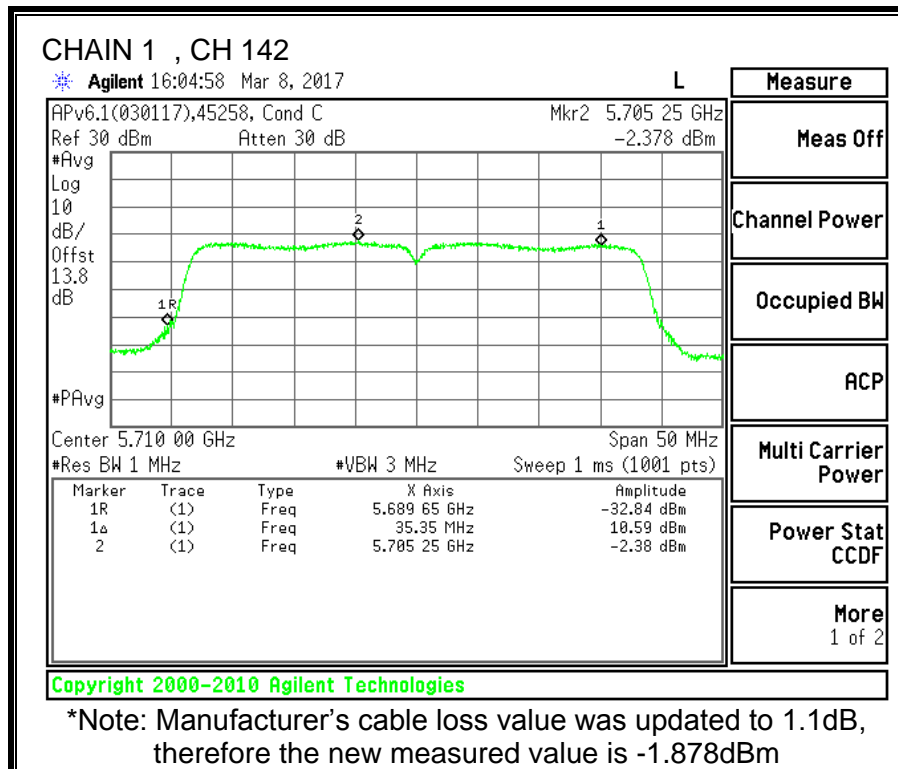 CHAIN 1 , CH 142
Agilent 16:04:58 Mar 8, 2017 L
APv6.1(030117),45258, Cond C Mkr2 5.705 25 GHz
Ref 30 dBm Atten 30 dB -2.378 dBm
#Avg
Log
10
dB/
Offst
13.8
dB
#PAvg
2
1
1R
Center 5.710 00 GHz Span 50 MHz
#Res BW 1 MHz #VBW 3 MHz Sweep 1 ms (1001 pts)
Marker Trace Type X Axis Amplitude
1R (1) Freq 5.689 65 GHz -32.84 dBm
1Δ (1) Freq 35.35 MHz 10.59 dBm
2 (1) Freq 5.705 25 GHz -2.38 dBm
Measure
Meas Off
Channel Power
Occupied BW
ACP
Multi Carrier
Power
Power Stat
CCDF
More
1 of 2
Copyright 2000-2010 Agilent Technologies
*Note: Manufacturer's cable loss value was updated to 1.1dB,
therefore the new measured value is -1.878dBm